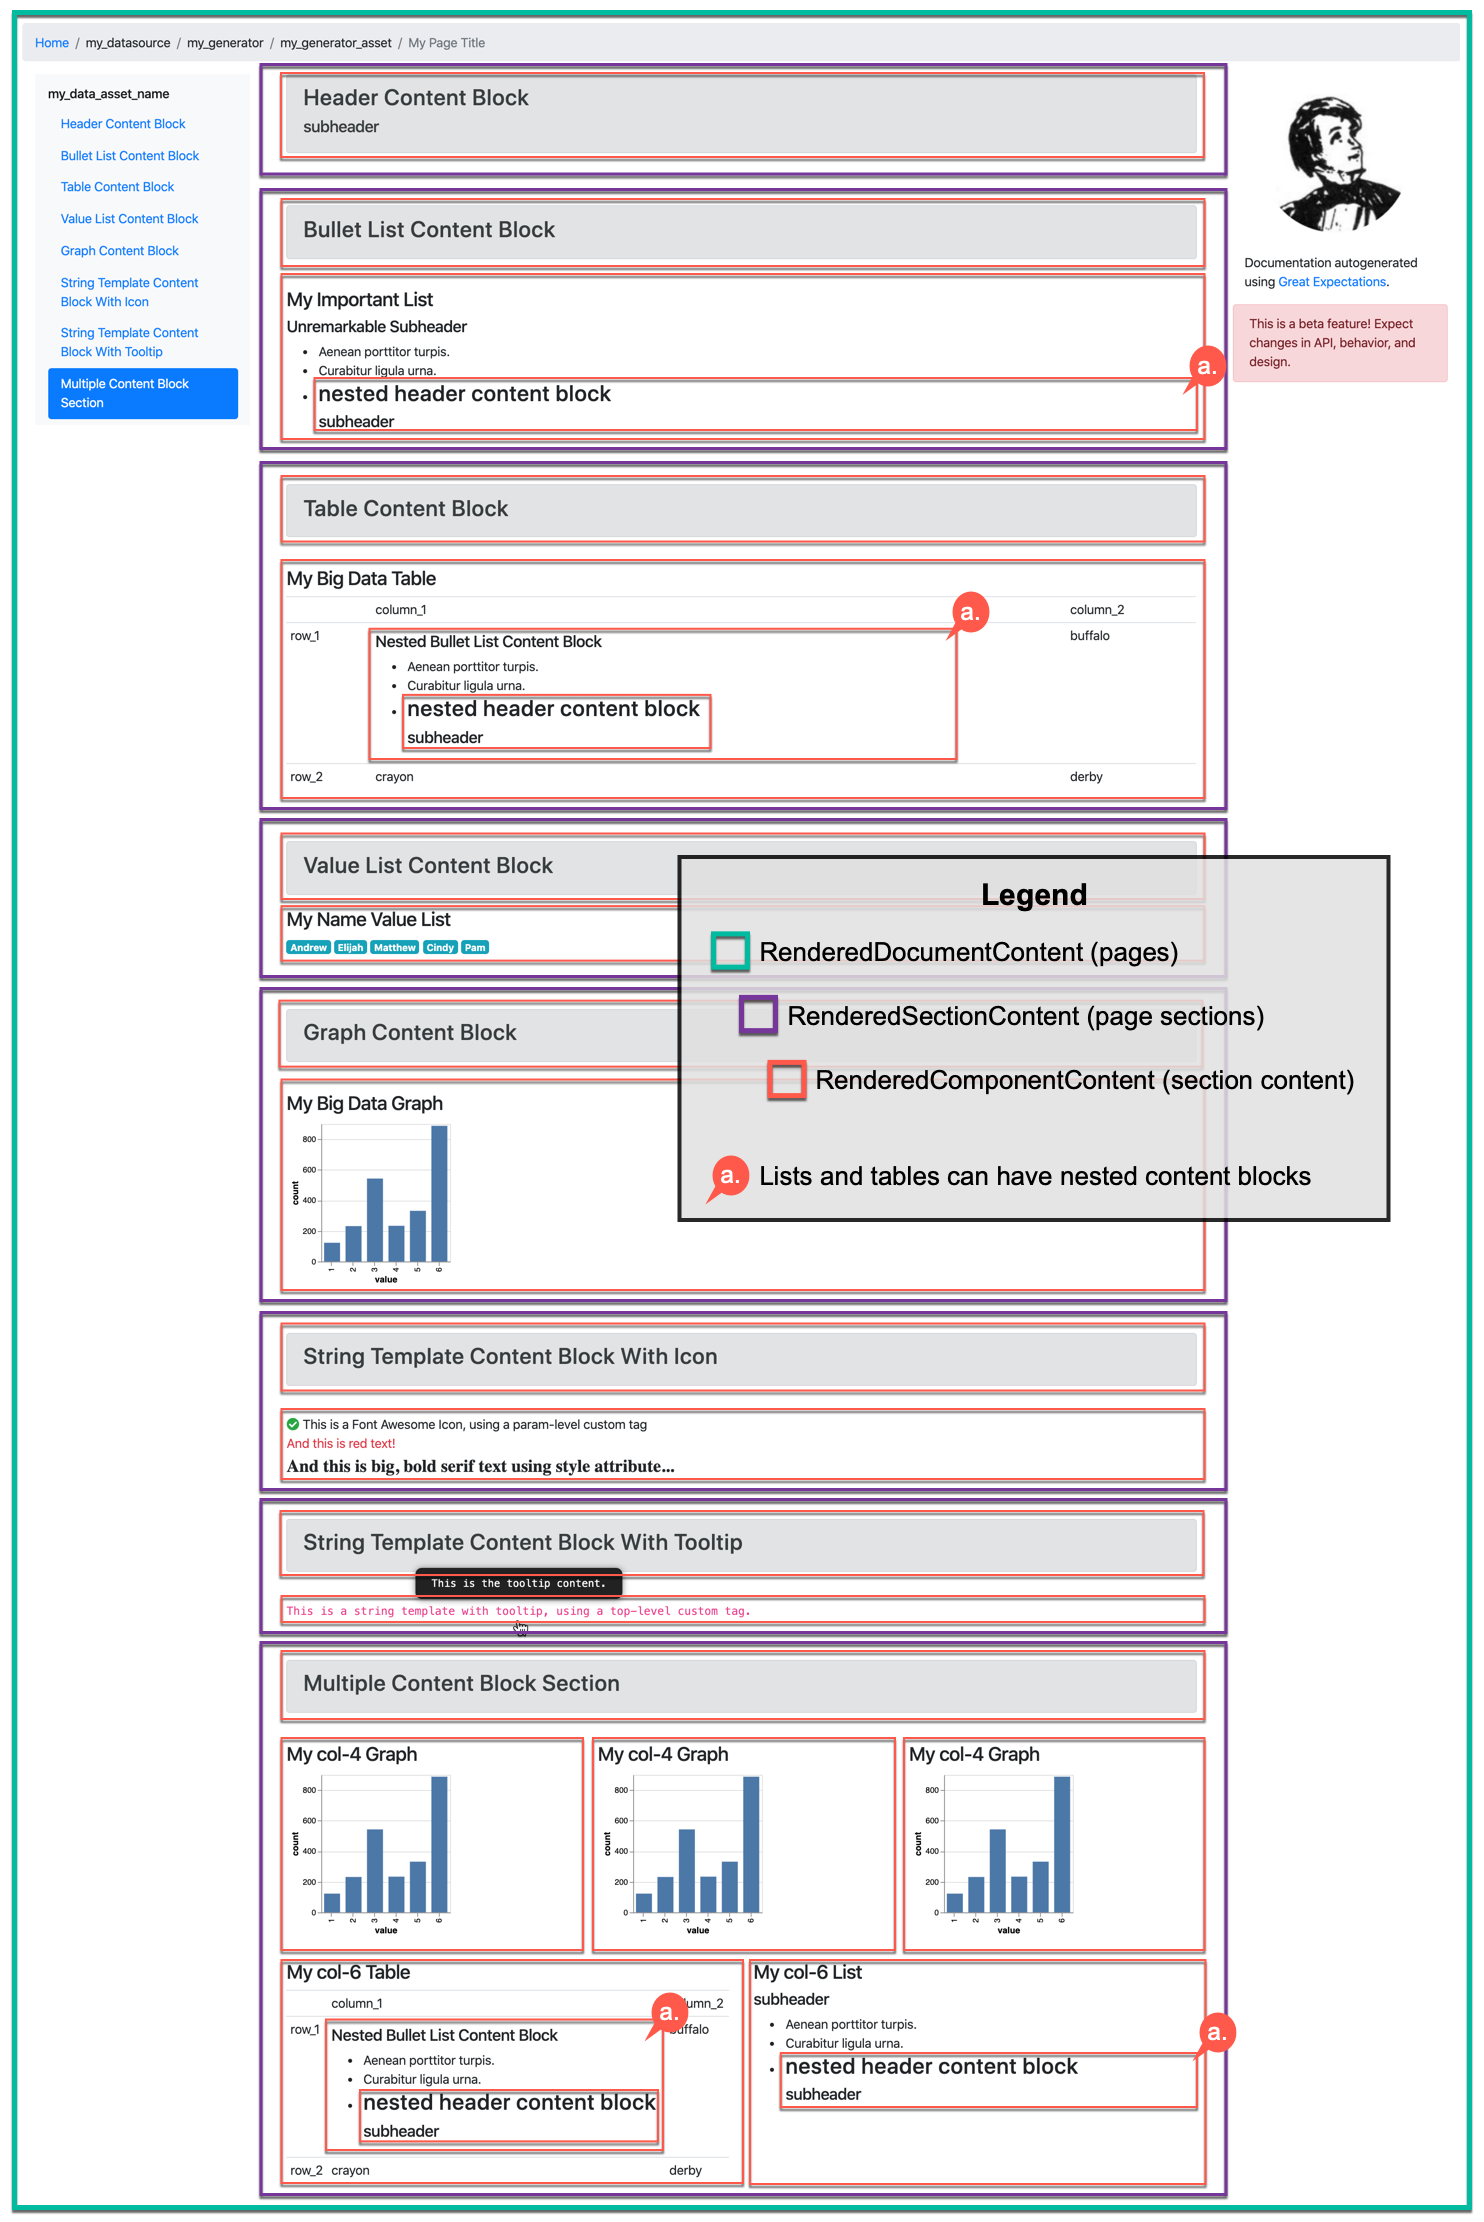 Home / my_datasource / my_generator / my_generator_asset / My Page Title
my_data_asset_name
Header Content Block
Bullet List Content Block
Table Content Block
Value List Content Block
Graph Content Block
String Template Content
Block With Icon
String Template Content
Block With Tooltip
Multiple Content Block
Section
Header Content Block
subheader
Documentation autogenerated
using Great Expectations.
This is a beta feature! Expect
changes in API, behavior, and
design.
Bullet List Content Block
My Important List
Unremarkable Subheader
Aenean porttitor turpis.
Curabitur ligula urna.
a.
nested header content block
subheader
Table Content Block
My Big Data Table
column_1 column_2
a.
row_1 Nested Bullet List Content Block buffalo
Aenean porttitor turpis.
Curabitur ligula urna.
nested header content block
subheader
row_2 crayon derby
Value List Content Block
My Name Value List
Andrew Elijah Matthew Cindy Pam
Legend
RenderedDocumentContent (pages)
RenderedSectionContent (page sections)
RenderedComponentContent (section content)
a. Lists and tables can have nested content blocks
Graph Content Block
My Big Data Graph
800
600
400
200
0
count
1 2 3 4 5 6
value
String Template Content Block With Icon
This is a Font Awesome Icon, using a param-level custom tag
And this is red text!
And this is big, bold serif text using style attribute...
String Template Content Block With Tooltip
This is the tooltip content.
This is a string template with tooltip, using a top-level custom tag.
Multiple Content Block Section
My col-4 Graph
800
600
400
200
0
count
1 2 3 4 5 6
value
My col-4 Graph
800
600
400
200
0
count
1 2 3 4 5 6
value
My col-4 Graph
800
600
400
200
0
count
1 2 3 4 5 6
value
My col-6 Table
column_1 umn_2
a.
row_1 Nested Bullet List Content Block buffalo
Aenean porttitor turpis.
Curabitur ligula urna.
nested header content block
subheader
row_2 crayon derby
My col-6 List
subheader
Aenean porttitor turpis.
Curabitur ligula urna.
a.
nested header content block
subheader